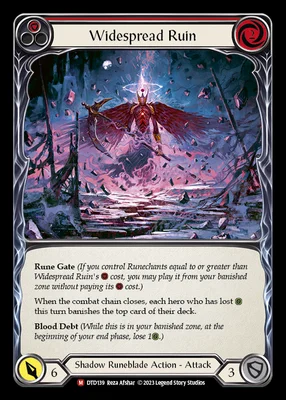 Widespread Ruin
Rune Gate (If you control Runechants equal to or greater than
Widespread Ruin's cost, you may play it from your banished
zone without paying its cost.)
When the combat chain closes, each hero who has lost
this turn banishes the top card of their deck.
Blood Debt (While this is in your banished zone, at the
beginning of your end phase, lose 1.)
6
Shadow Runeblade Action - Attack
3
M DTD139 Reza Afshar © 2023 Legend Story Studios